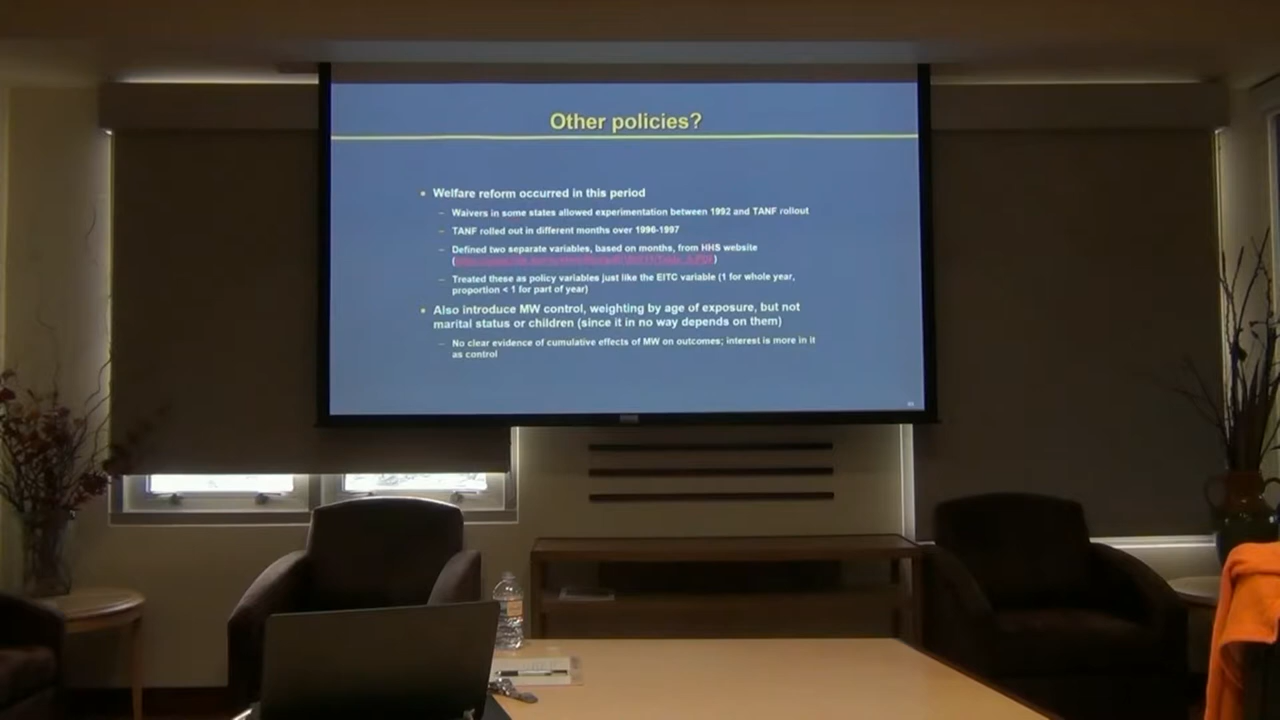 Other policies?
• Welfare reform occurred in this period
– Waivers in some states allowed experimentation between 1992 and TANF rollout
– TANF rolled out in different months over 1996-1997
– Defined two separate variables, based on months, from HHS website
– Treated these as policy variables just like the EITC variable (1 for whole year,
proportion < 1 for part of year)
• Also introduce MW control, weighting by age of exposure, but not
marital status or children (since it in no way depends on them)
– No clear evidence of cumulative effects of MW on outcomes; interest is more in it
as control